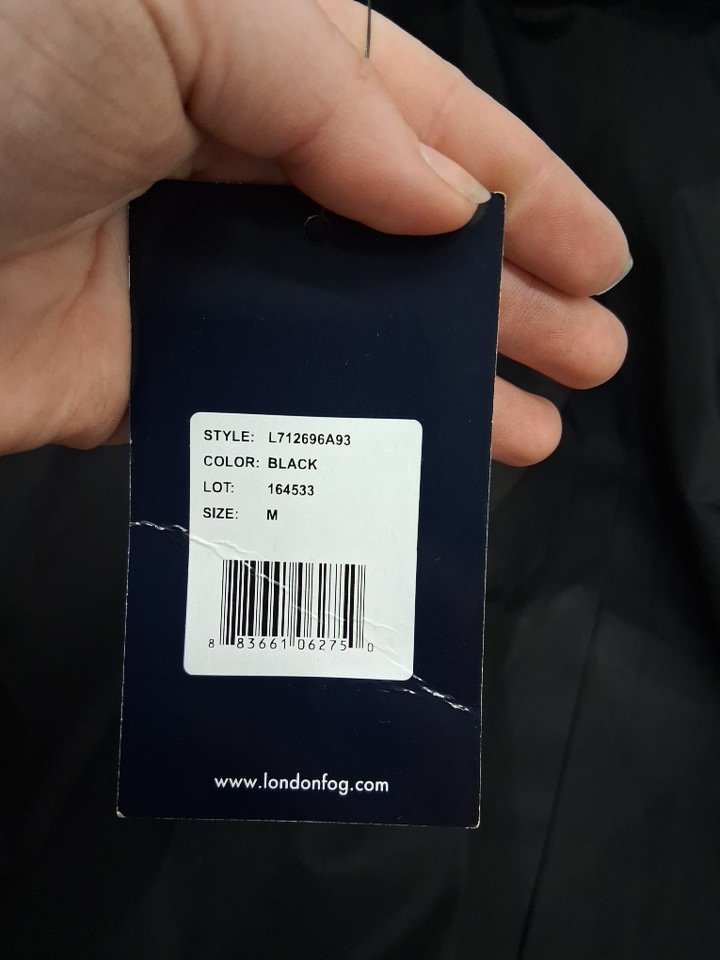 STYLE: L712696A93
COLOR: BLACK
LOT: 164533
SIZE: M
8 83661 06275 0
www.londonfog.com